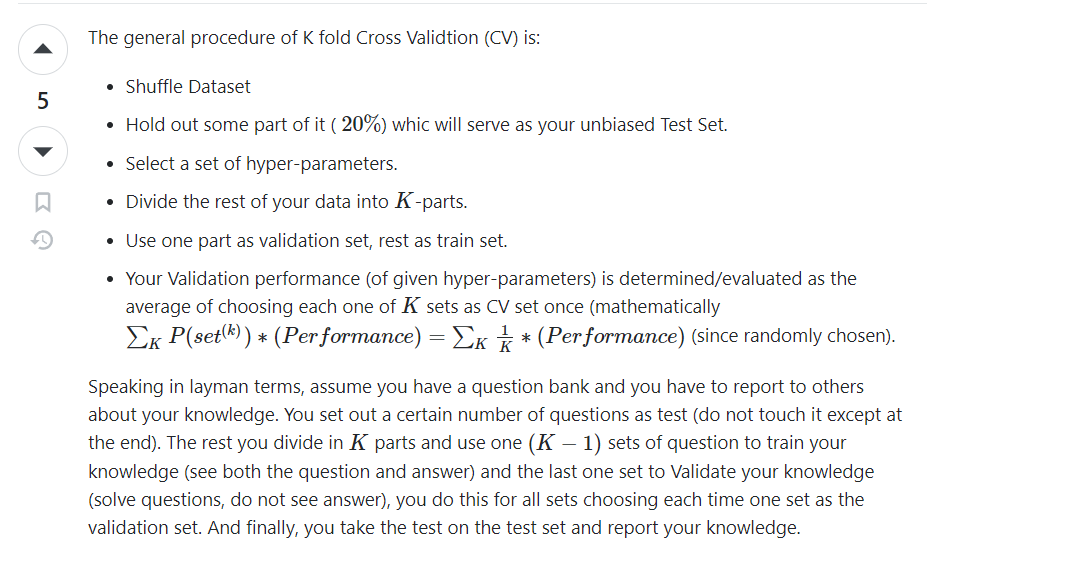 The general procedure of K fold Cross Validtion (CV) is:
• Shuffle Dataset
5
• Hold out some part of it ( 20%) whic will serve as your unbiased Test Set.
• Select a set of hyper-parameters.
• Divide the rest of your data into K-parts.
• Use one part as validation set, rest as train set.
• Your Validation performance (of given hyper-parameters) is determined/evaluated as the
average of choosing each one of K sets as CV set once (mathematically
∑_K P(set^(k)) * (Performance) = ∑_K 1/K * (Performance) (since randomly chosen).
Speaking in layman terms, assume you have a question bank and you have to report to others
about your knowledge. You set out a certain number of questions as test (do not touch it except at
the end). The rest you divide in K parts and use one (K − 1) sets of question to train your
knowledge (see both the question and answer) and the last one set to Validate your knowledge
(solve questions, do not see answer), you do this for all sets choosing each time one set as the
validation set. And finally, you take the test on the test set and report your knowledge.